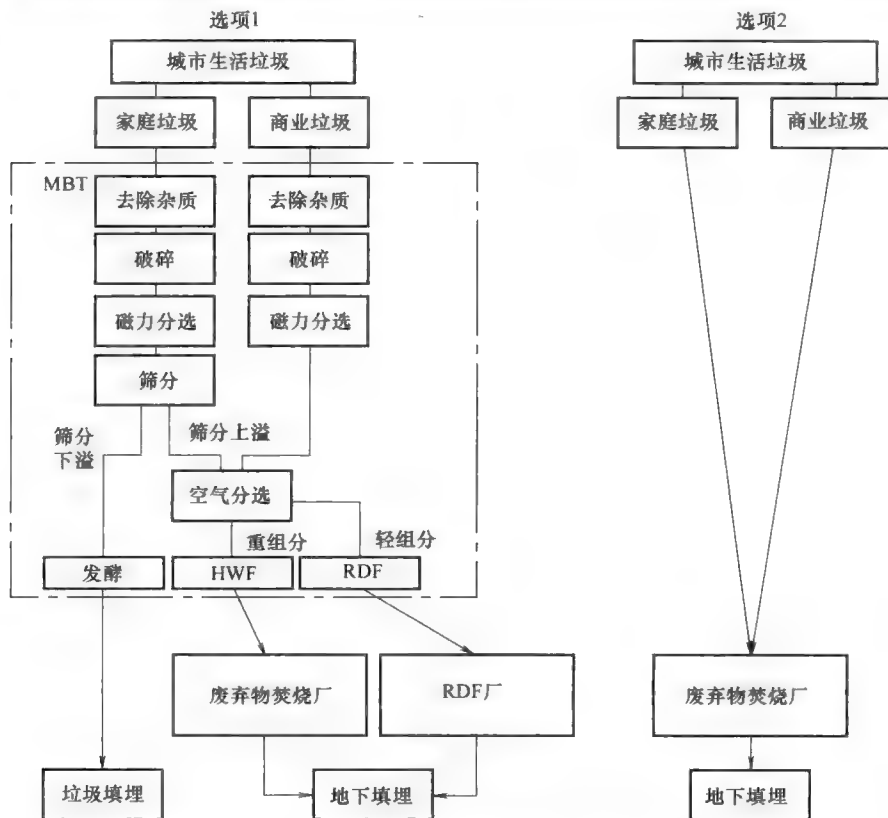 选项1
选项2
城市生活垃圾
城市生活垃圾
家庭垃圾
商业垃圾
家庭垃圾
商业垃圾
MBT
去除杂质
去除杂质
破碎
破碎
磁力分选
磁力分选
筛分
筛分
下溢
筛分上溢
空气分选
重组分
轻组分
发酵
HWF
RDF
废弃物焚烧厂
RDF厂
废弃物焚烧厂
垃圾填埋
地下填埋
地下填埋